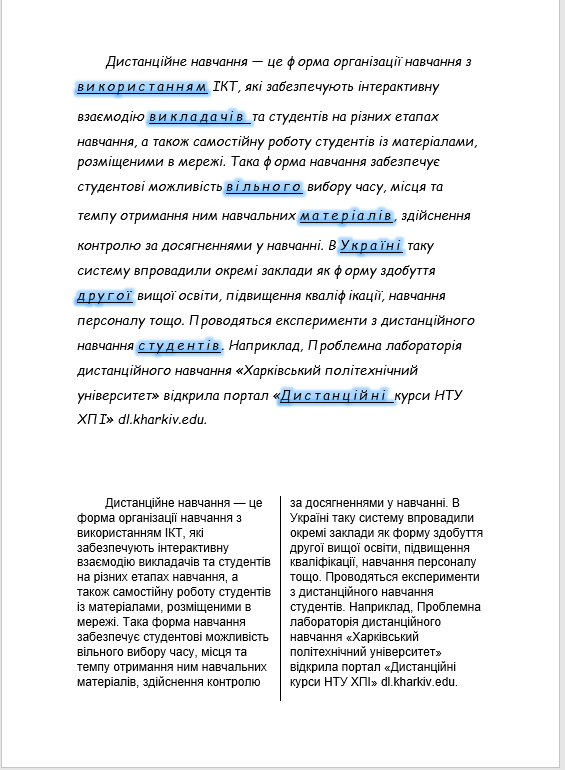 Дистанційне навчання — це форма організації навчання з
використанням ІКТ, які забезпечують інтерактивну
взаємодію викладачів та студентів на різних етапах
навчання, а також самостійну роботу студентів із матеріалами,
розміщеними в мережі. Така форма навчання забезпечує
студентові можливість вільного вибору часу, місця та
темпу отримання ним навчальних матеріалів, здійснення
контролю за досягненнями у навчанні. В Україні таку
систему впровадили окремі заклади як форму здобуття
другої вищої освіти, підвищення кваліфікації, навчання
персоналу тощо. Проводяться експерименти з дистанційного
навчання студентів. Наприклад, Проблемна лабораторія
дистанційного навчання «Харківський політехнічний
університет» відкрила портал «Дистанційні курси НТУ
ХПІ» dl.kharkiv.edu.
Дистанційне навчання — це
форма організації навчання з
використанням ІКТ, які
забезпечують інтерактивну
взаємодію викладачів та студентів
на різних етапах навчання, а
також самостійну роботу студентів
із матеріалами, розміщеними в
мережі. Така форма навчання
забезпечує студентові можливість
вільного вибору часу, місця та
темпу отримання ним навчальних
матеріалів, здійснення контролю
за досягненнями у навчанні. В
Україні таку систему впровадили
окремі заклади як форму здобуття
другої вищої освіти, підвищення
кваліфікації, навчання персоналу
тощо. Проводяться експерименти
з дистанційного навчання
студентів. Наприклад, Проблемна
лабораторія дистанційного
навчання «Харківський
політехнічний університет»
відкрила портал «Дистанційні
курси НТУ ХПІ» dl.kharkiv.edu.